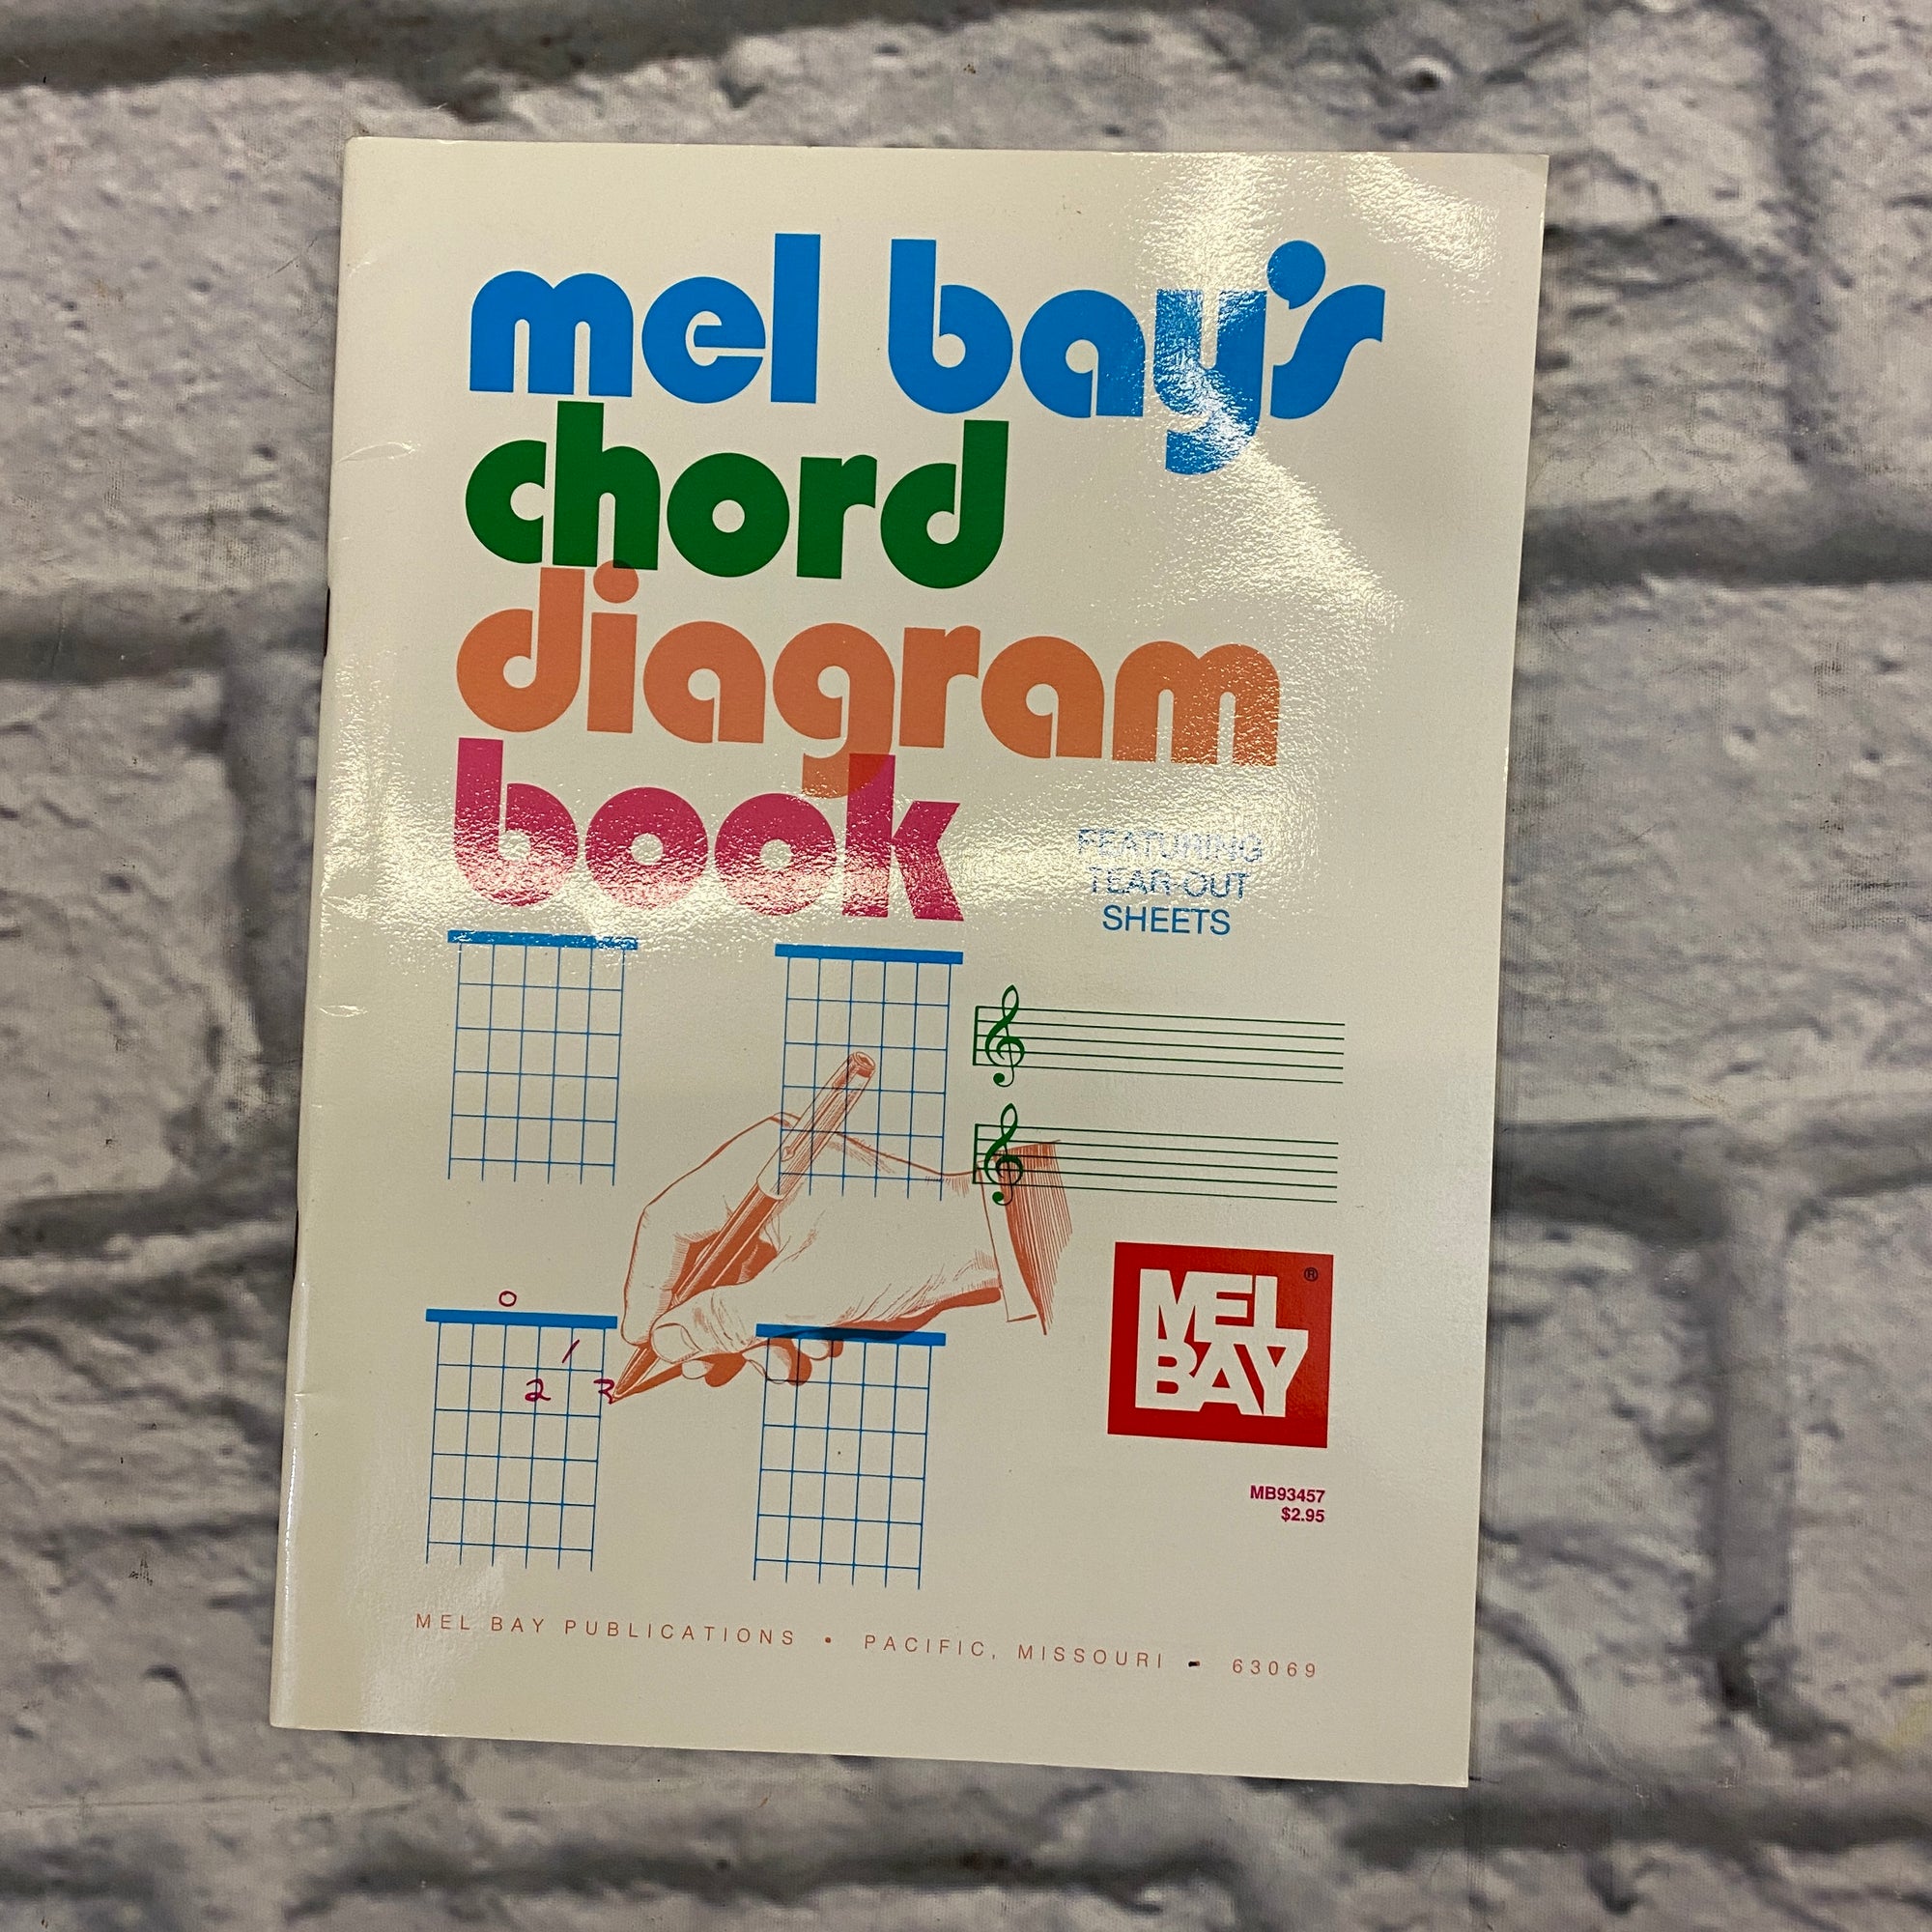 mel bay's
chord
diagram
book
FEATURING
TEAR-OUT
SHEETS
0
1
2 3
MEL
BAY
®
MB93457
$2.95
MEL BAY PUBLICATIONS • PACIFIC, MISSOURI • 63069